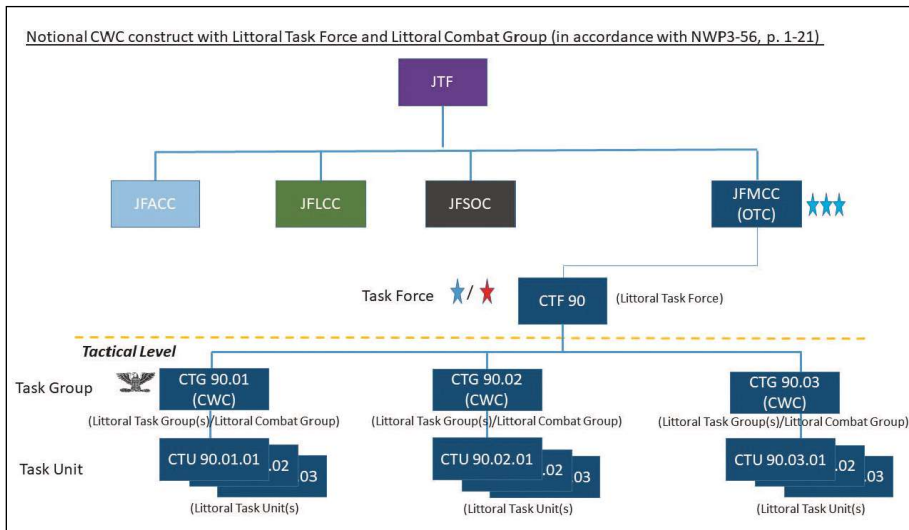 Notional CWC construct with Littoral Task Force and Littoral Combat Group (in accordance with NWP3-56, p. 1-21)
JTF
JFACC
JFLCC
JFSOC
JFMCC
(OTC)
Task Force
/
CTF 90
(Littoral Task Force)
Tactical Level
Task Group
CTG 90.01
(CWC)
CTG 90.02
(CWC)
CTG 90.03
(CWC)
(Littoral Task Group(s)/Littoral Combat Group)
(Littoral Task Group(s)/Littoral Combat Group)
(Littoral Task Group(s)/Littoral Combat Group)
Task Unit
CTU 90.01.01
.02
.03
CTU 90.02.01
.02
.03
CTU 90.03.01
.02
.03
(Littoral Task Unit(s)
(Littoral Task Unit(s)
(Littoral Task Unit(s)